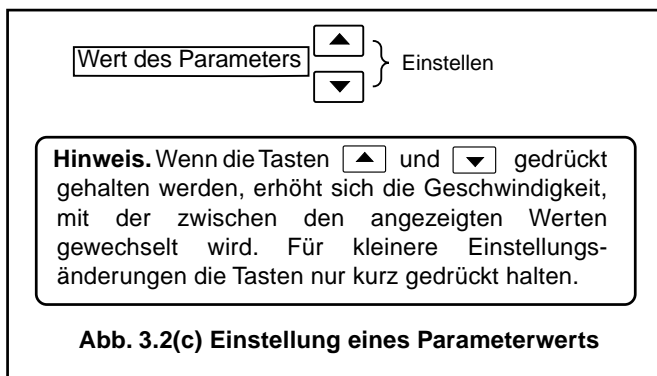 Wert des Parameters
Einstellen
Hinweis. Wenn die Tasten und gedrückt
gehalten werden, erhöht sich die Geschwindigkeit,
mit der zwischen den angezeigten Werten
gewechselt wird. Für kleinere Einstellungs-
änderungen die Tasten nur kurz gedrückt halten.
Abb. 3.2(c) Einstellung eines Parameterwerts